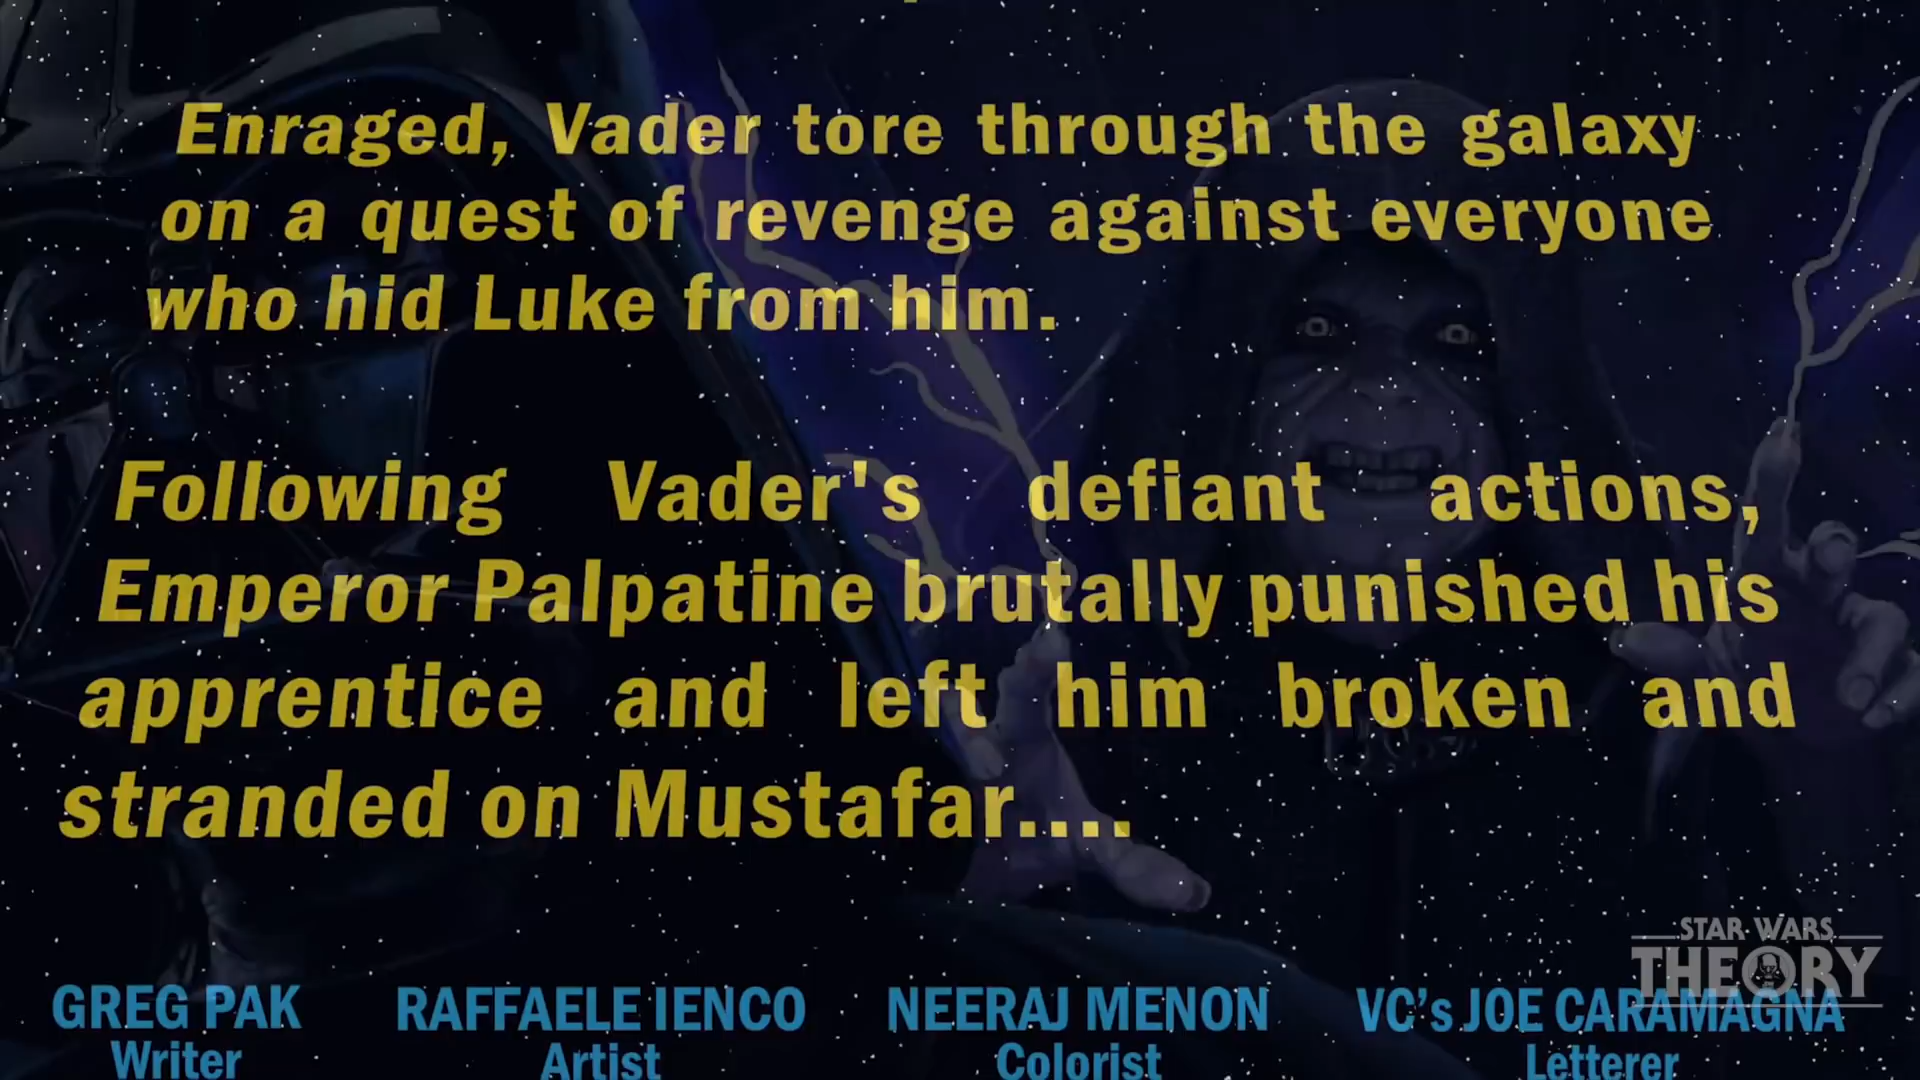 Enraged, Vader tore through the galaxy
on a quest of revenge against everyone
who hid Luke from him.
Following Vader's defiant actions,
Emperor Palpatine brutally punished his
apprentice and left him broken and
stranded on Mustafar....
STAR WARS
THEORY
GREG PAK
Writer
RAFFAELE IENCO
Artist
NEERAJ MENON
Colorist
VC's JOE CARAMAGNA
Letterer